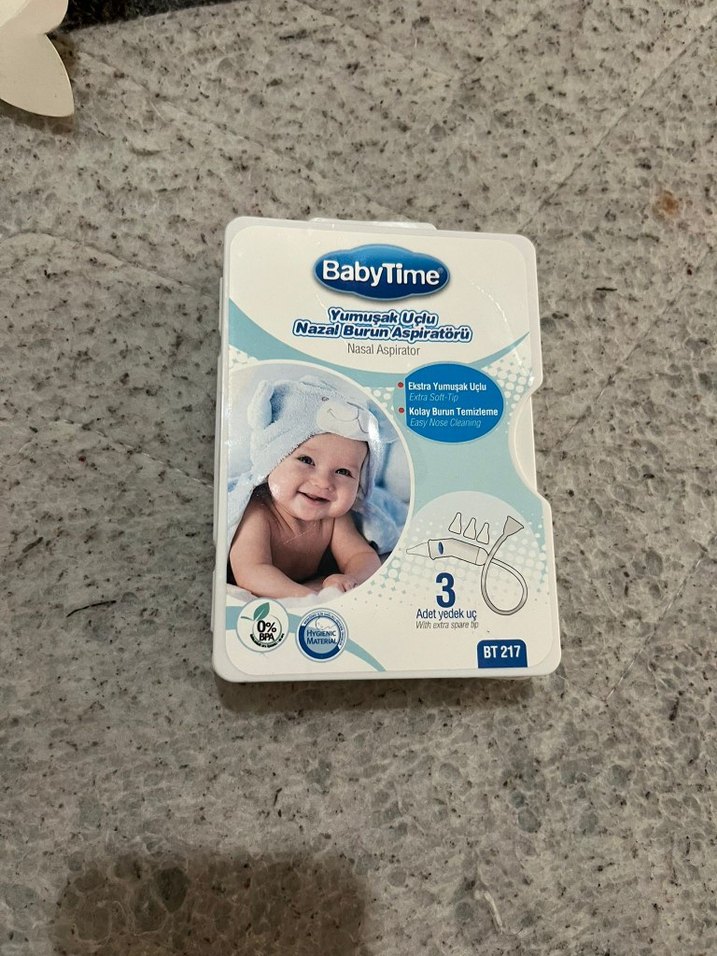 BabyTime®
Yumuşak Uçlu
Nazal Burun Aspiratörü
Nasal Aspirator
Ekstra Yumuşak Uçlu
Extra Soft-Tip
Kolay Burun Temizleme
Easy Nose Cleaning
3
Adet yedek uç
With extra spare tip
0%
BPA
HYGIENIC
MATERIAL
BT 217